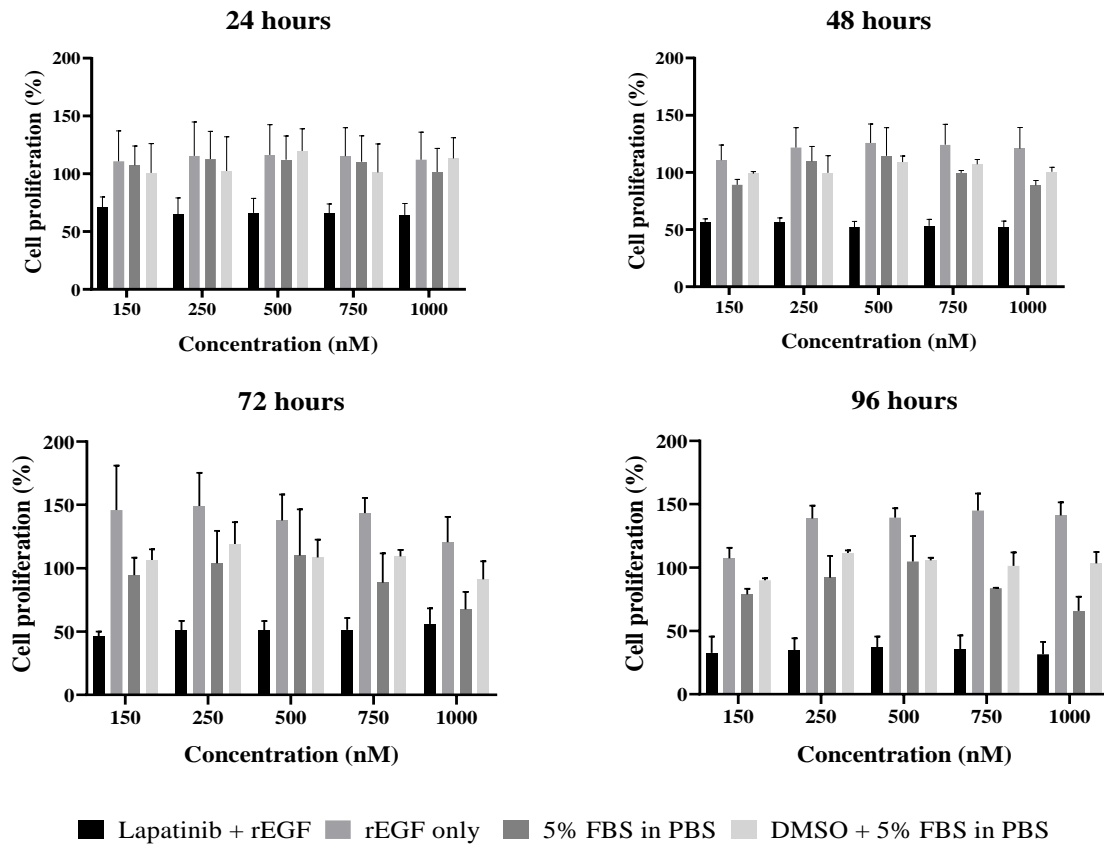 24 hours
48 hours
Cell proliferation (%)
200
150
100
50
0
150 250 500 750 1000
Concentration (nM)
Cell proliferation (%)
200
150
100
50
0
150 250 500 750 1000
Concentration (nM)
72 hours
96 hours
Cell proliferation (%)
200
150
100
50
0
150 250 500 750 1000
Concentration (nM)
Cell proliferation (%)
200
150
100
50
0
150 250 500 750 1000
Concentration (nM)
Lapatinib + rEGF rEGF only 5% FBS in PBS DMSO + 5% FBS in PBS